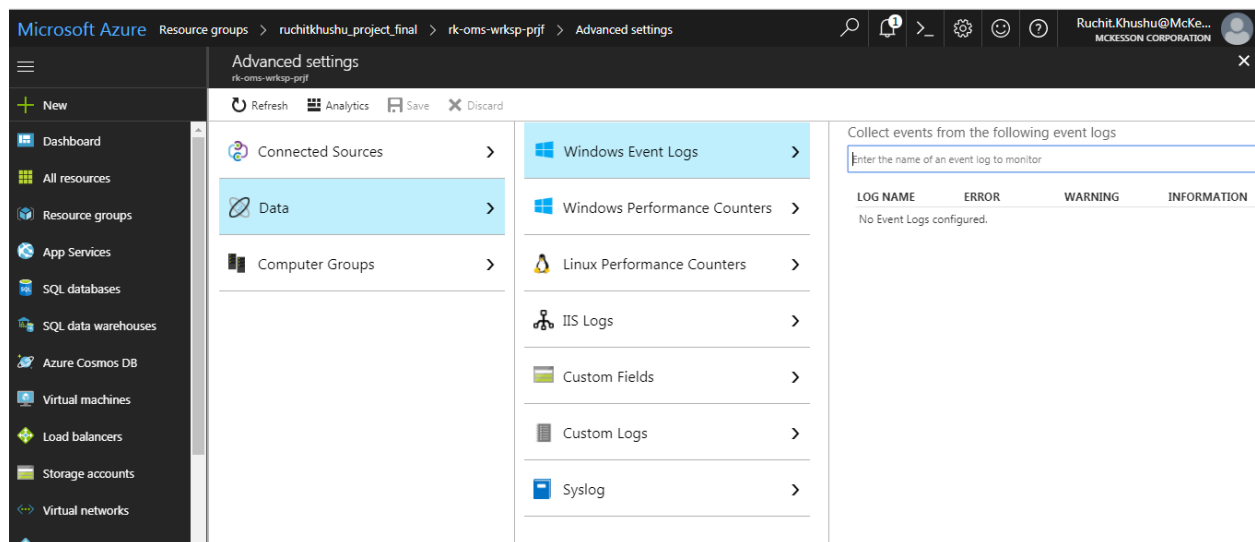 Microsoft Azure Resource groups > ruchitkhushu_project_final > rk-oms-wrksp-prjf > Advanced settings
1
Ruchit.Khushu@McKe...
MCKESSON CORPORATION
Advanced settings
rk-oms-wrksp-prjf
New
Refresh Analytics Save Discard
Dashboard
All resources
Resource groups
App Services
SQL databases
SQL data warehouses
Azure Cosmos DB
Virtual machines
Load balancers
Storage accounts
Virtual networks
Connected Sources
Data
Computer Groups
Windows Event Logs
Windows Performance Counters
Linux Performance Counters
IIS Logs
Custom Fields
Custom Logs
Syslog
Collect events from the following event logs
Enter the name of an event log to monitor
LOG NAME ERROR WARNING INFORMATION
No Event Logs configured.